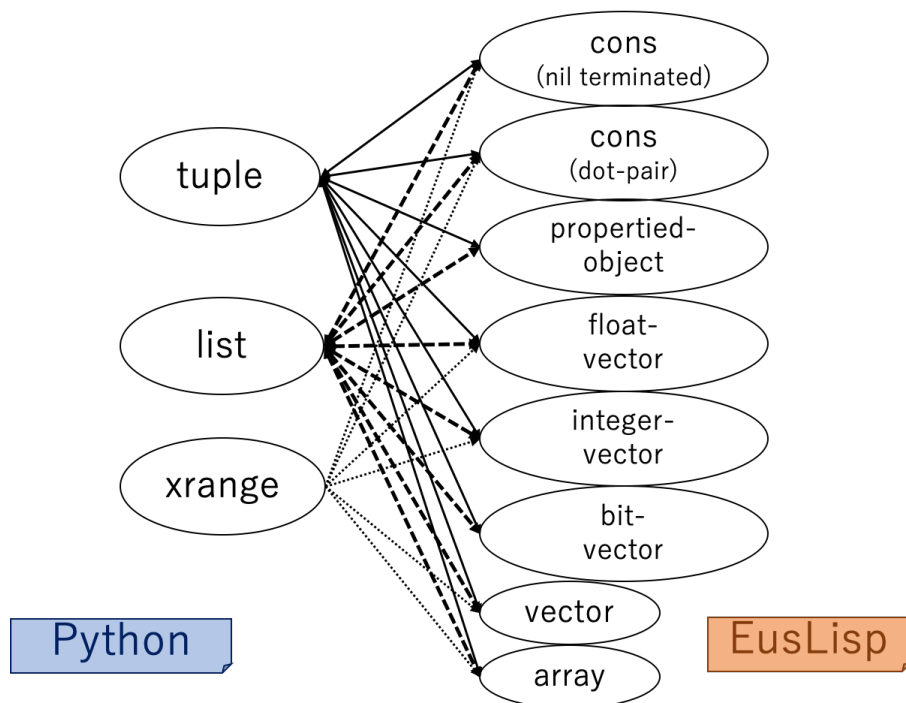 cons
(nil terminated)
tuple
cons
(dot-pair)
propertied-
object
list
float-
vector
integer-
vector
xrange
bit-
vector
vector
Python
EusLisp
array